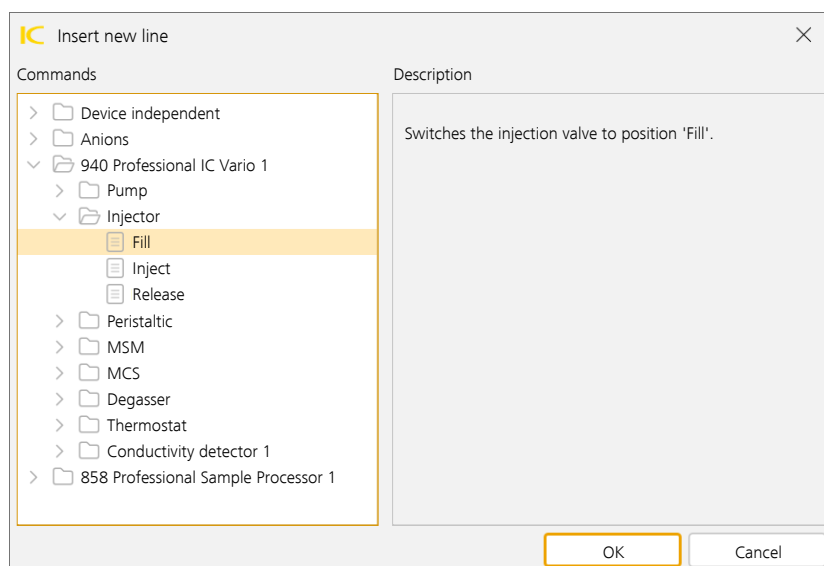 IC Insert new line
Commands
Description
Device independent
Anions
940 Professional IC Vario 1
Pump
Injector
Fill
Inject
Release
Peristaltic
MSM
MCS
Degasser
Thermostat
Conductivity detector 1
858 Professional Sample Processor 1
Switches the injection valve to position 'Fill'.
OK
Cancel